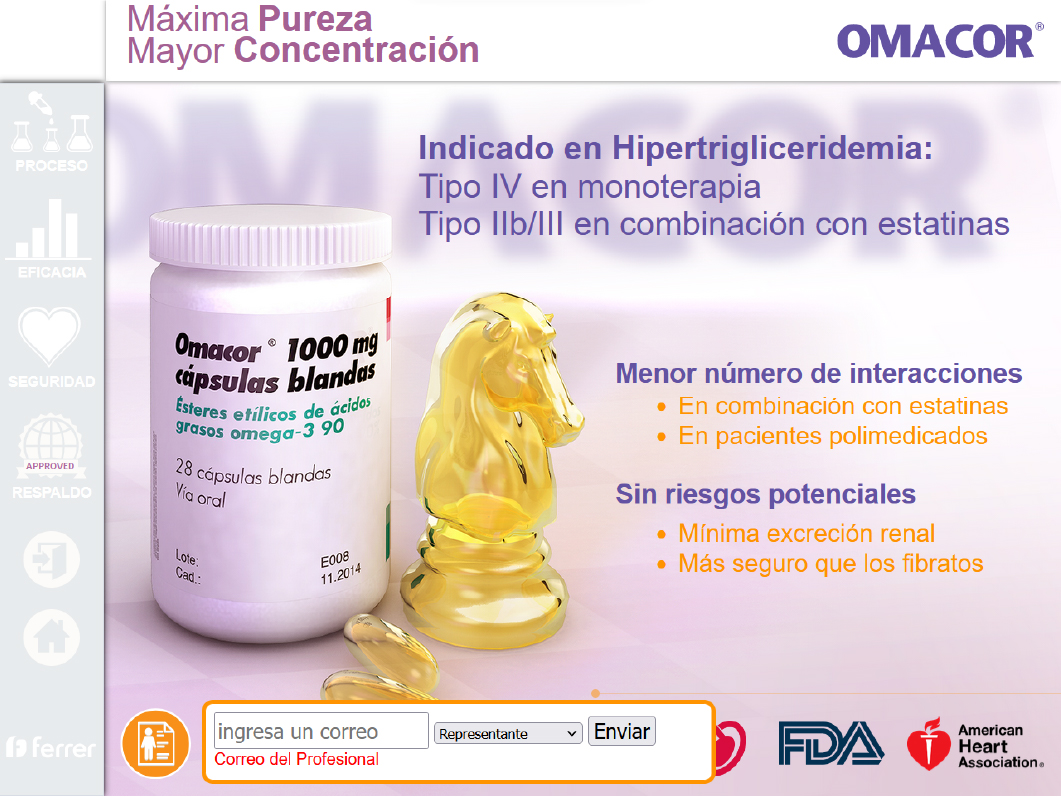 Máxima Pureza
Mayor Concentración
OMACOR®
PROCESO
EFICACIA
SEGURIDAD
APPROVED
RESPALDO
ferrer
Indicado en Hipertrigliceridemia:
Tipo IV en monoterapia
Tipo IIb/III en combinación con estatinas
Omacor® 1000 mg
cápsulas blandas
Ésteres etílicos de ácidos
grasos omega-3 90
28 cápsulas blandas
Vía oral
Lote:
Cad.:
E008
11.2014
Menor número de interacciones
• En combinación con estatinas
• En pacientes polimedicados
Sin riesgos potenciales
• Mínima excreción renal
• Más seguro que los fibratos
ingresa un correo
Representante
Enviar
Correo del Profesional
FDA
American
Heart
Association®